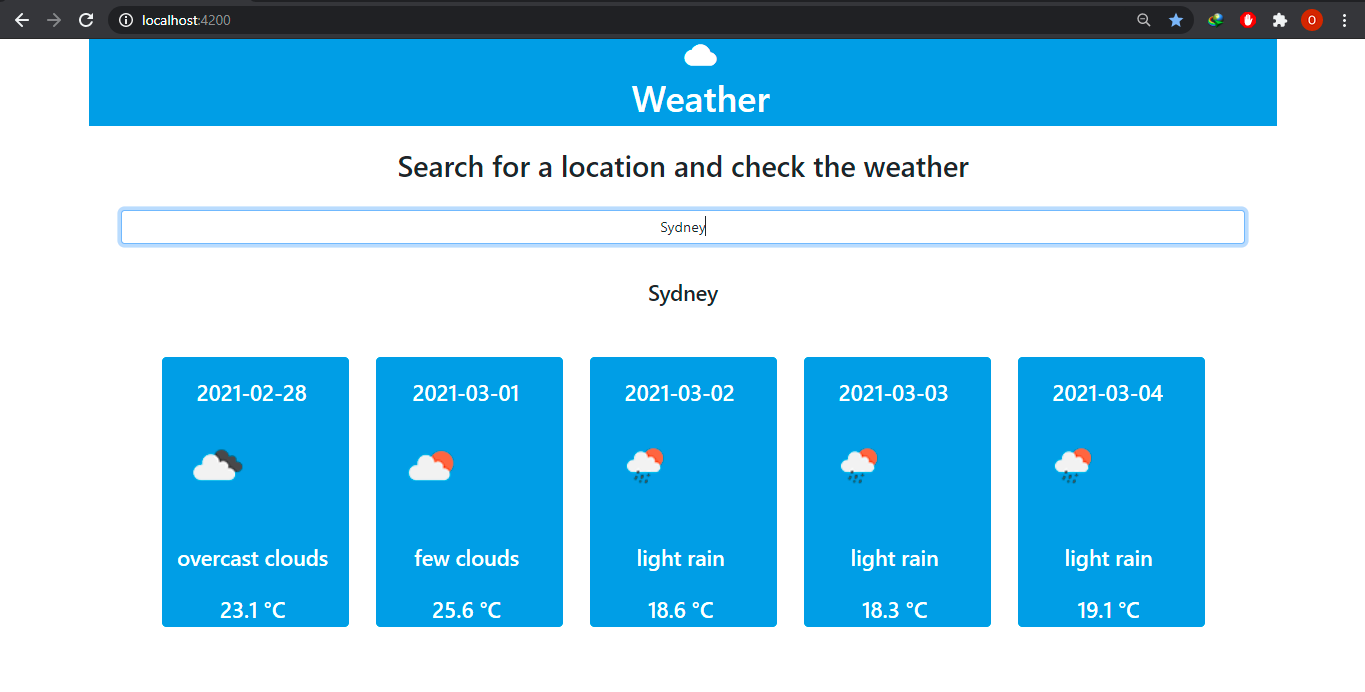 localhost:4200
O
Weather
Search for a location and check the weather
Sydney
Sydney
2021-02-28
overcast clouds
23.1 °C
2021-03-01
few clouds
25.6 °C
2021-03-02
light rain
18.6 °C
2021-03-03
light rain
18.3 °C
2021-03-04
light rain
19.1 °C